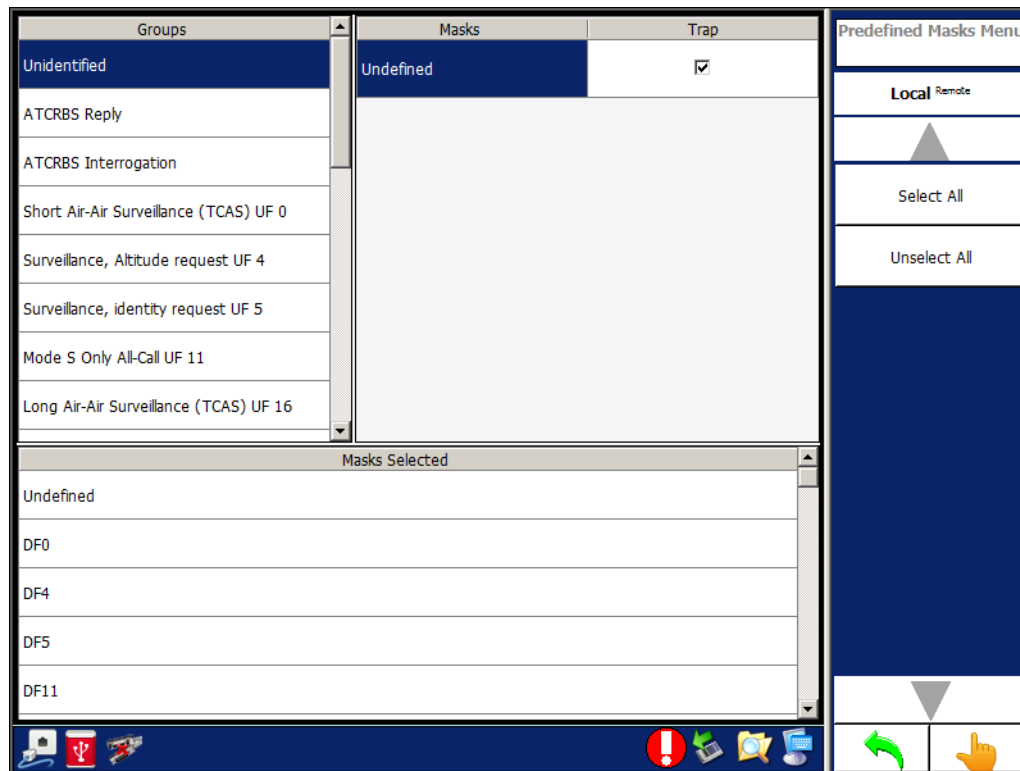 Groups
Unidentified
ATCRBS Reply
ATCRBS Interrogation
Short Air-Air Surveillance (TCAS) UF 0
Surveillance, Altitude request UF 4
Surveillance, identity request UF 5
Mode S Only All-Call UF 11
Long Air-Air Surveillance (TCAS) UF 16
Masks Trap
Undefined
Masks Selected
Undefined
DF0
DF4
DF5
DF11
Predefined Masks Menu
Local Remote
Select All
Unselect All